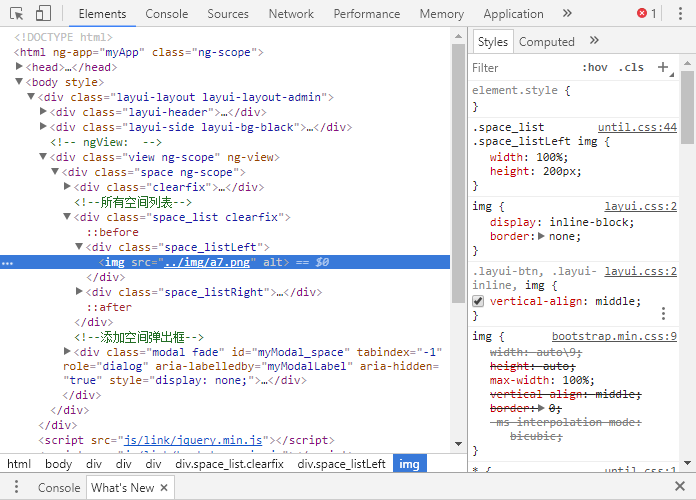 Elements Console Sources Network Performance Memory Application » 1
<!DOCTYPE html>
<html ng-app="myApp" class="ng-scope">
<head>…</head>
<body style>
<div class="layui-layout layui-layout-admin">
<div class="layui-header">…</div>
<div class="layui-side layui-bg-black">…</div>
<!-- ngView:  -->
<div class="view ng-scope" ng-view>
<div class="space ng-scope">
<div class="clearfix">…</div>
<!--所有空间列表-->
<div class="space_list clearfix">
::before
<div class="space_listLeft">
… <img src="../img/a7.png" alt> == $0
</div>
<div class="space_listRight">…</div>
::after
</div>
<!--添加空间弹出框-->
<div class="modal fade" id="myModal_space" tabindex="-1"
role="dialog" aria-labelledby="myModalLabel" aria-hidden=
"true" style="display: none;">…</div>
</div>
</div>
<script src="js/link/jquery.min.js"></script>
html body div div div div.space_list.clearfix div.space_listLeft img
Styles Computed »
Filter :hov .cls +
element.style {
}
.space_list until.css:44
.space_listLeft img {
width: 100%;
height: 200px;
}
img { layui.css:2
display: inline-block;
border: none;
}
.layui-btn, .layui- layui.css:2
inline, img {
vertical-align: middle;
}
img { bootstrap.min.css:9
width: auto\9;
height: auto;
max-width: 100%;
vertical-align: middle;
border: 0;
-ms-interpolation-mode:
bicubic;
}
* { until.css:1
Console What's New ×